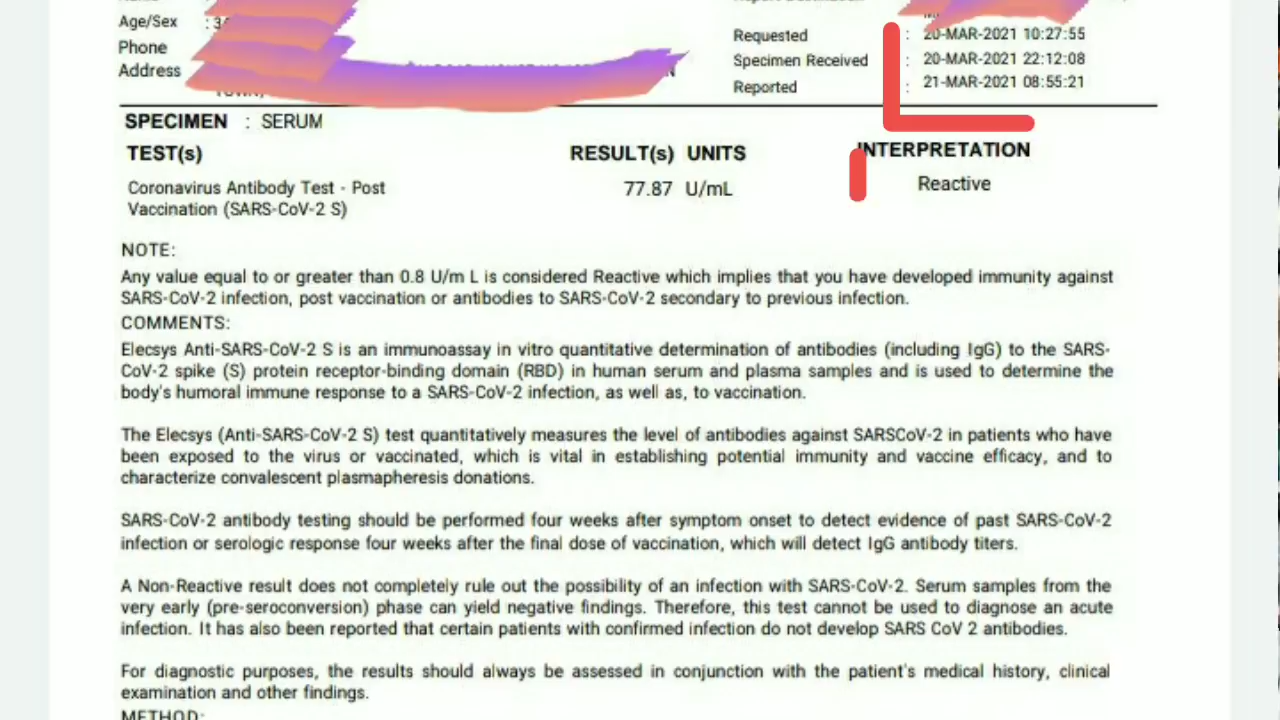 Age/Sex : 3
Phone
Address
Requested : 20-MAR-2021 10:27:55
Specimen Received : 20-MAR-2021 22:12:08
Reported : 21-MAR-2021 08:55:21
SPECIMEN : SERUM
TEST(s) RESULT(s) UNITS INTERPRETATION
Coronavirus Antibody Test - Post 77.87 U/mL Reactive
Vaccination (SARS-CoV-2 S)
NOTE:
Any value equal to or greater than 0.8 U/m L is considered Reactive which implies that you have developed immunity against
SARS-CoV-2 infection, post vaccination or antibodies to SARS-CoV-2 secondary to previous infection.
COMMENTS:
Elecsys Anti-SARS-CoV-2 S is an immunoassay in vitro quantitative determination of antibodies (including IgG) to the SARS-
CoV-2 spike (S) protein receptor-binding domain (RBD) in human serum and plasma samples and is used to determine the
body's humoral immune response to a SARS-CoV-2 infection, as well as, to vaccination.
The Elecsys (Anti-SARS-CoV-2 S) test quantitatively measures the level of antibodies against SARSCoV-2 in patients who have
been exposed to the virus or vaccinated, which is vital in establishing potential immunity and vaccine efficacy, and to
characterize convalescent plasmapheresis donations.
SARS-CoV-2 antibody testing should be performed four weeks after symptom onset to detect evidence of past SARS-CoV-2
infection or serologic response four weeks after the final dose of vaccination, which will detect IgG antibody titers.
A Non-Reactive result does not completely rule out the possibility of an infection with SARS-CoV-2. Serum samples from the
very early (pre-seroconversion) phase can yield negative findings. Therefore, this test cannot be used to diagnose an acute
infection. It has also been reported that certain patients with confirmed infection do not develop SARS CoV 2 antibodies.
For diagnostic purposes, the results should always be assessed in conjunction with the patient's medical history, clinical
examination and other findings.
METHOD: